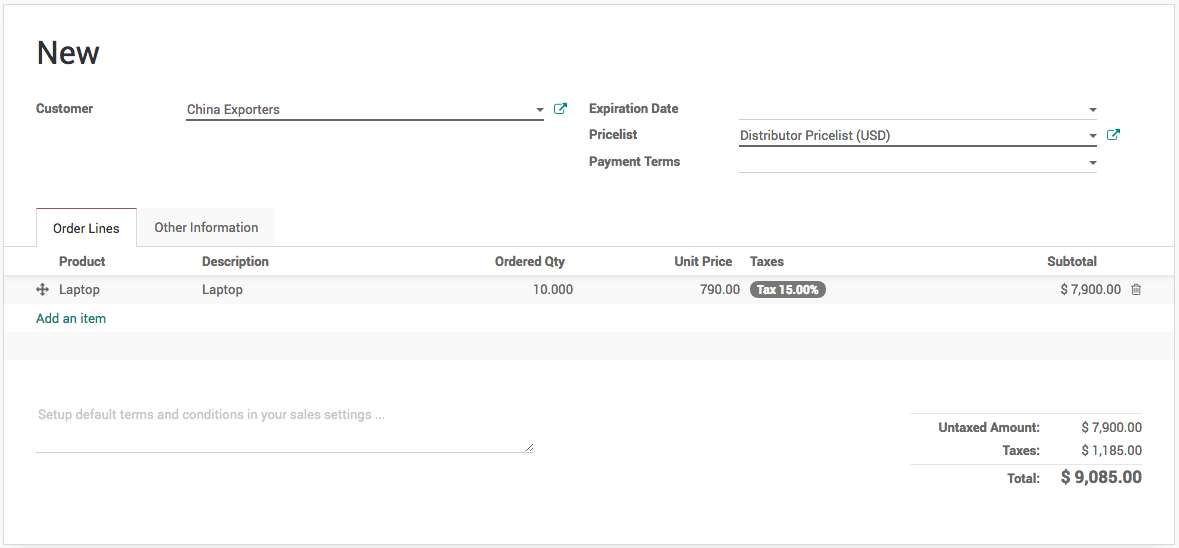 New
Customer China Exporters Expiration Date
Pricelist Distributor Pricelist (USD)
Payment Terms
Order Lines Other Information
Product Description Ordered Qty Unit Price Taxes Subtotal
Laptop Laptop 10.000 790.00 Tax 15.00% $ 7,900.00
Add an item
Setup default terms and conditions in your sales settings ...
Untaxed Amount: $ 7,900.00
Taxes: $ 1,185.00
Total: $ 9,085.00